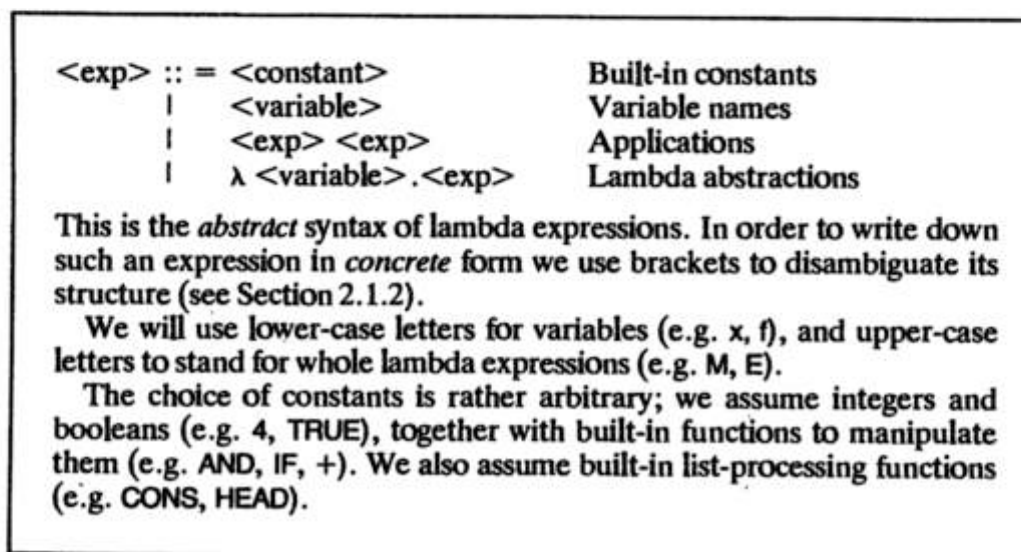 <exp> :: = <constant> Built-in constants
| <variable> Variable names
| <exp> <exp> Applications
| λ <variable>.<exp> Lambda abstractions
This is the abstract syntax of lambda expressions. In order to write down
such an expression in concrete form we use brackets to disambiguate its
structure (see Section 2.1.2).
We will use lower-case letters for variables (e.g. x, f), and upper-case
letters to stand for whole lambda expressions (e.g. M, E).
The choice of constants is rather arbitrary; we assume integers and
booleans (e.g. 4, TRUE), together with built-in functions to manipulate
them (e.g. AND, IF, +). We also assume built-in list-processing functions
(e.g. CONS, HEAD).